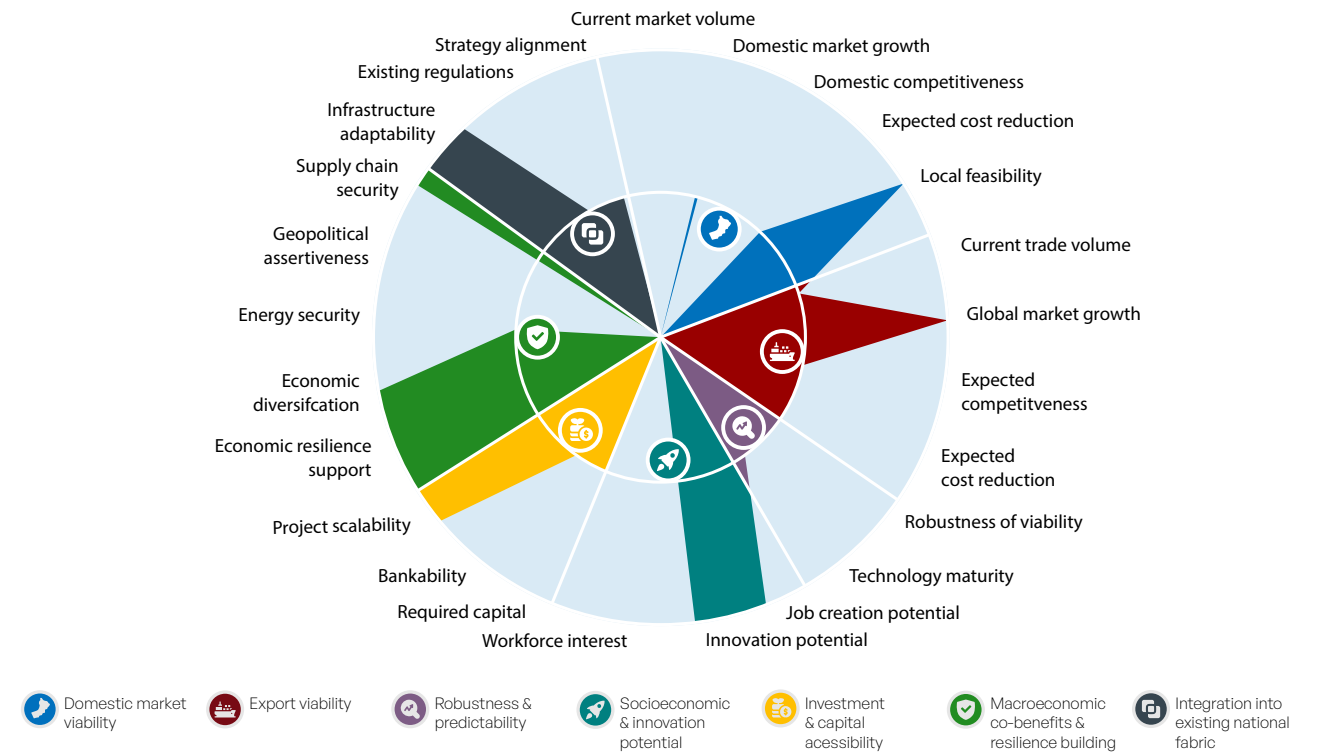 Current market volume
Strategy alignment
Domestic market growth
Existing regulations
Domestic competitiveness
Infrastructure
adaptability
Expected cost reduction
Supply chain
security
Local feasibility
Geopolitical
assertiveness
Current trade volume
Energy security
Global market growth
Economic
diversifcation
Expected
competitveness
Economic resilience
support
Expected
cost reduction
Project scalability
Robustness of viability
Bankability
Technology maturity
Required capital
Job creation potential
Workforce interest
Innovation potential
Domestic market
viability
Export viability
Robustness &
predictability
Socioeconomic
& innovation
potential
Investment
& capital
acessibility
Macroeconomic
co-benefits &
resilience building
Integration into
existing national
fabric